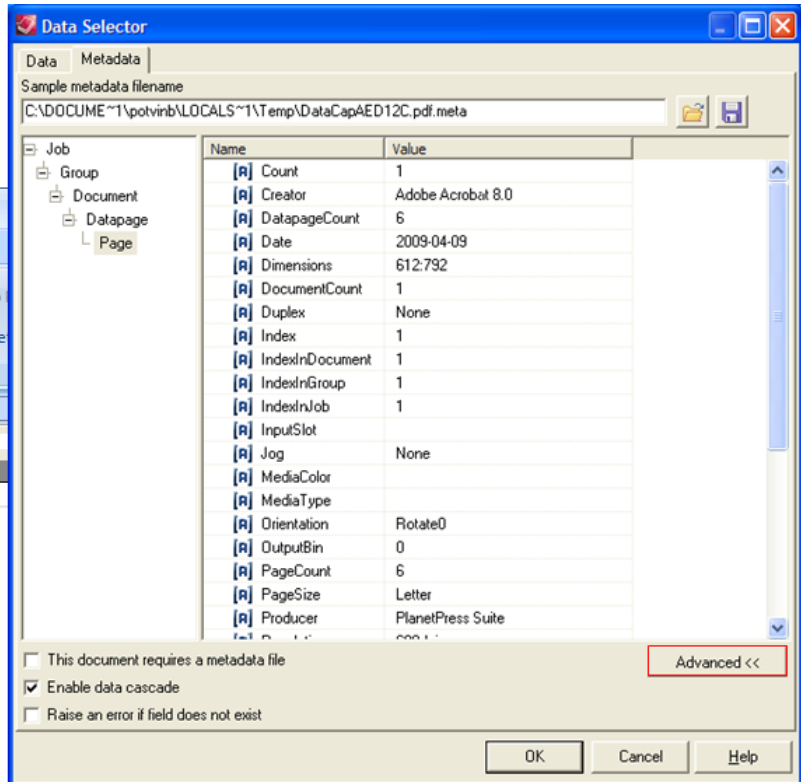 Data Selector
Data Metadata
Sample metadata filename
C:\DOCUME~1\potvinb\LOCALS~1\Temp\DataCapAED12C.pdf.meta
Job
Group
Document
Datapage
Page
Name Value
[R] Count 1
[R] Creator Adobe Acrobat 8.0
[R] DatapageCount 6
[R] Date 2009-04-09
[R] Dimensions 612:792
[R] DocumentCount 1
[R] Duplex None
[R] Index 1
[R] IndexInDocument 1
[R] IndexInGroup 1
[R] IndexInJob 1
[R] InputSlot
[R] Jog None
[R] MediaColor
[R] MediaType
[R] Orientation Rotate0
[R] OutputBin 0
[R] PageCount 6
[R] PageSize Letter
[R] Producer PlanetPress Suite
This document requires a metadata file
Advanced <<
Enable data cascade
Raise an error if field does not exist
OK Cancel Help